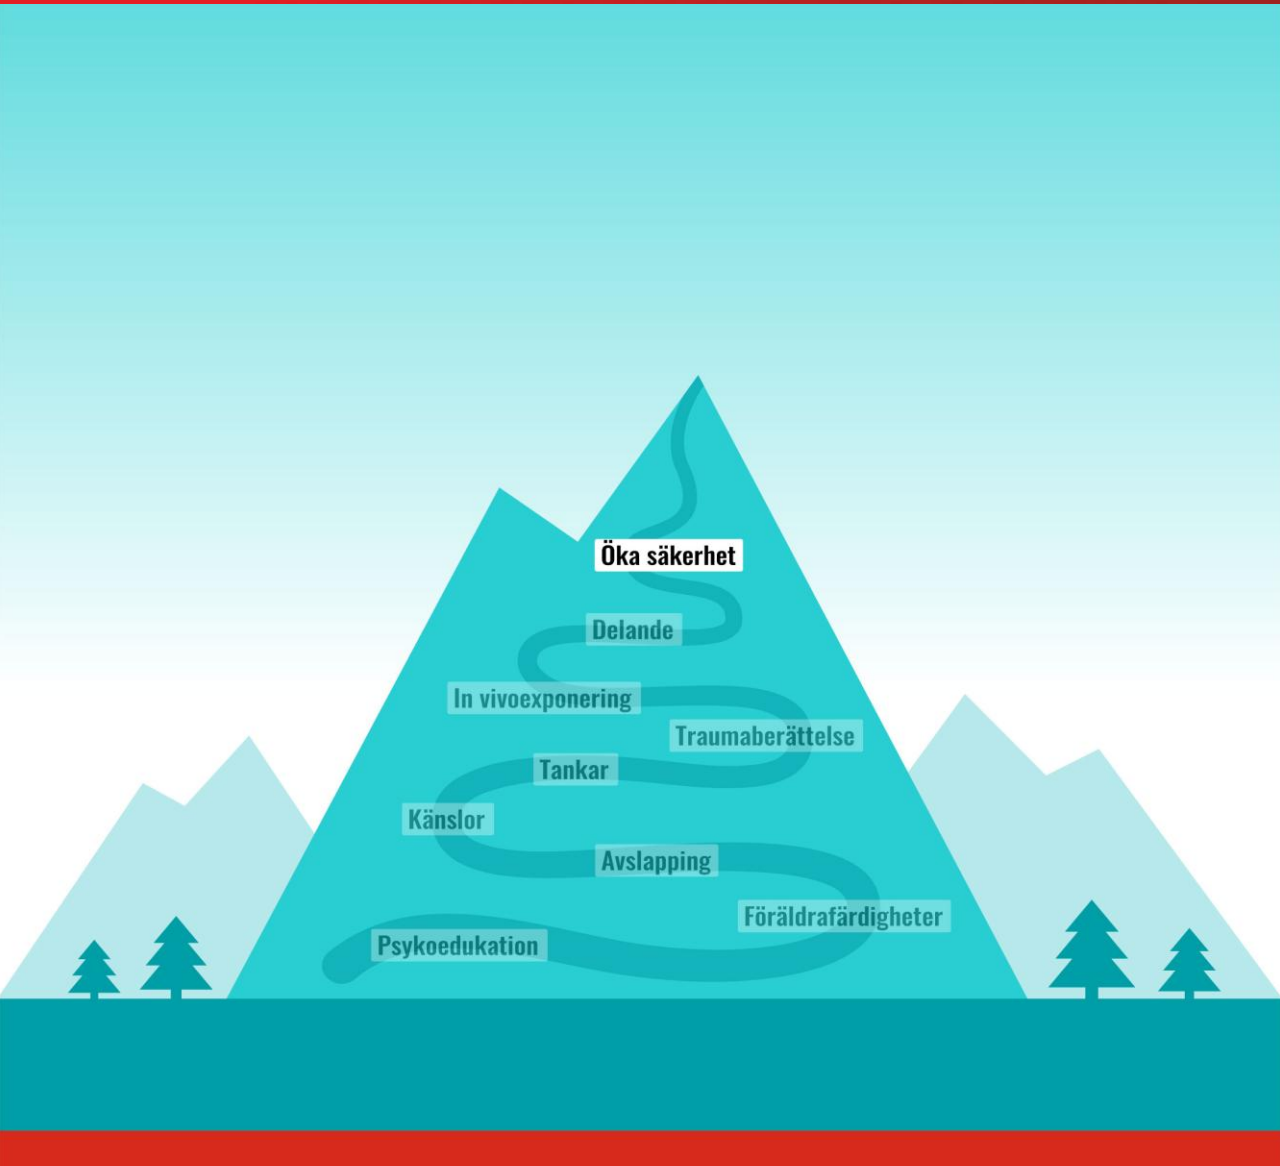 Öka säkerhet
Delande
In vivoexponering
Traumaberättelse
Tankar
Känslor
Avslapping
Föräldrafärdigheter
Psykoedukation